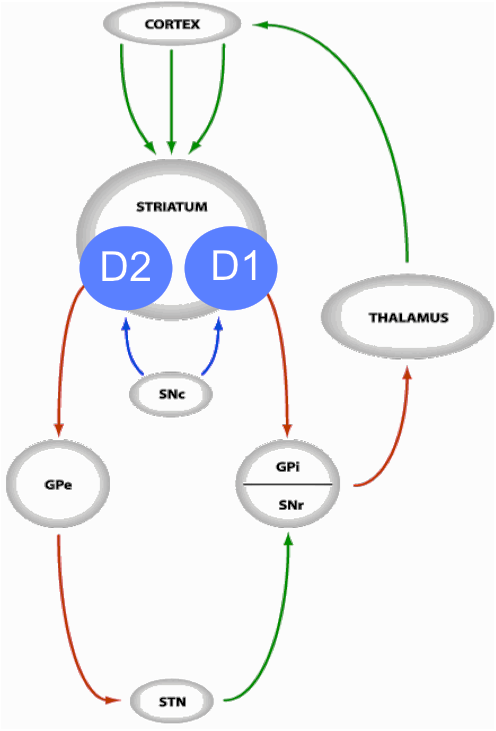 CORTEX
STRIATUM
D2
D1
THALAMUS
SNc
GPe
GPi
SNr
STN